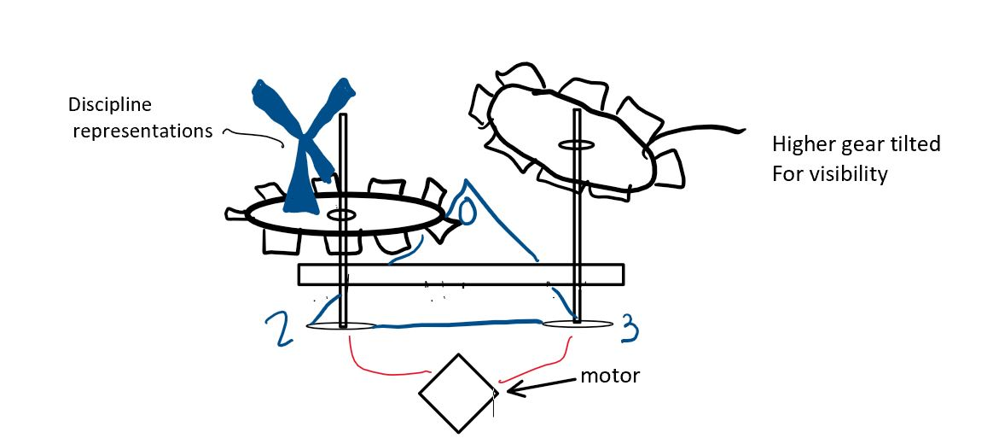 Discipline
representations
Higher gear tilted
For visibility
0
2
3
motor